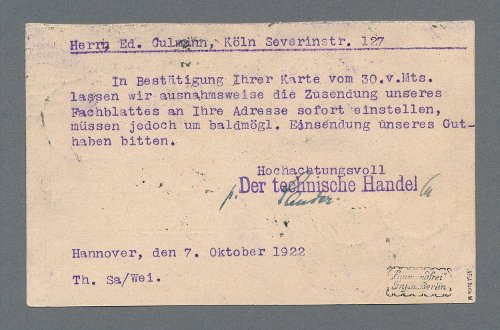 Herrn Ed. Culmann, Köln Severinstr. 127
In Bestätigung Ihrer Karte vom 30.v.Mts.
lassen wir ausnahmsweise die Zusendung unseres
Fachblattes an Ihre Adresse sofort einstellen,
müssen jedoch um baldmögl. Einsendung unseres Gut-
haben bitten.
Hochachtungsvoll
Der technische Handel
Hannover, den 7. Oktober 1922
Th. Sa/Wei.